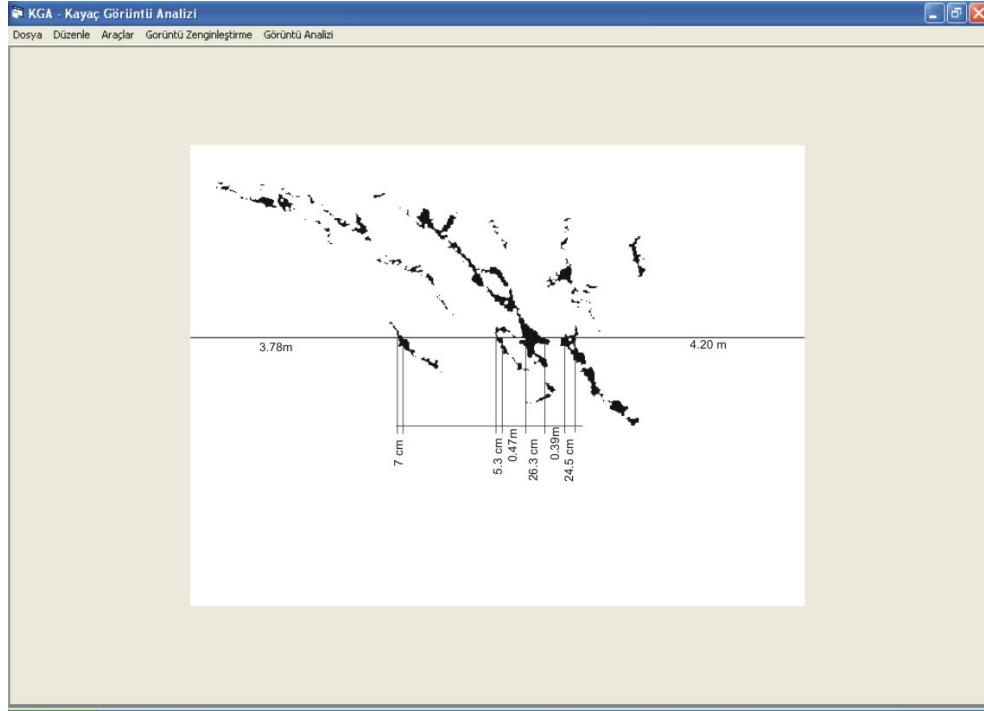 KGA - Kayaç Görüntü Analizi
Dosya Düzenle Araçlar Gorüntü Zenginleştirme Görüntü Analizi
3.78m
4.20 m
7 cm
5.3 cm
0.47m
26.3 cm
0.39m
24.5 cm